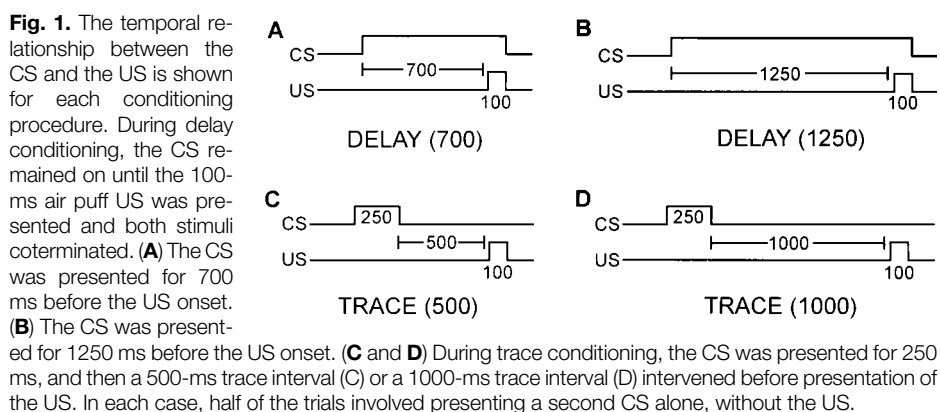 Fig. 1. The temporal re-
lationship between the
CS and the US is shown
for each conditioning
procedure. During delay
conditioning, the CS re-
mained on until the 100-
ms air puff US was pre-
sented and both stimuli
coterminated. (A) The CS
was presented for 700
ms before the US onset.
(B) The CS was present-
ed for 1250 ms before the US onset. (C and D) During trace conditioning, the CS was presented for 250
ms, and then a 500-ms trace interval (C) or a 1000-ms trace interval (D) intervened before presentation of
the US. In each case, half of the trials involved presenting a second CS alone, without the US.
A
CS
700
US
100
DELAY (700)
B
CS
1250
US
100
DELAY (1250)
C
CS
250
500
US
100
TRACE (500)
D
CS
250
1000
US
100
TRACE (1000)